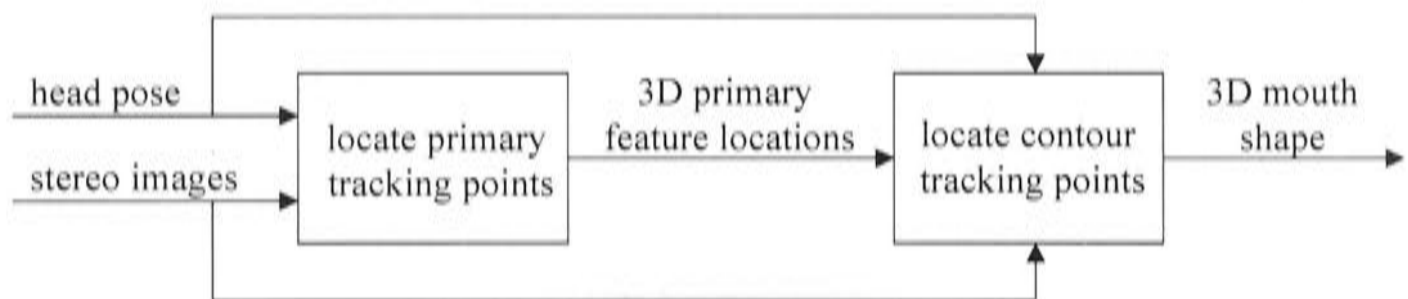 head pose
stereo images
locate primary
tracking points
3D primary
feature locations
locate contour
tracking points
3D mouth
shape